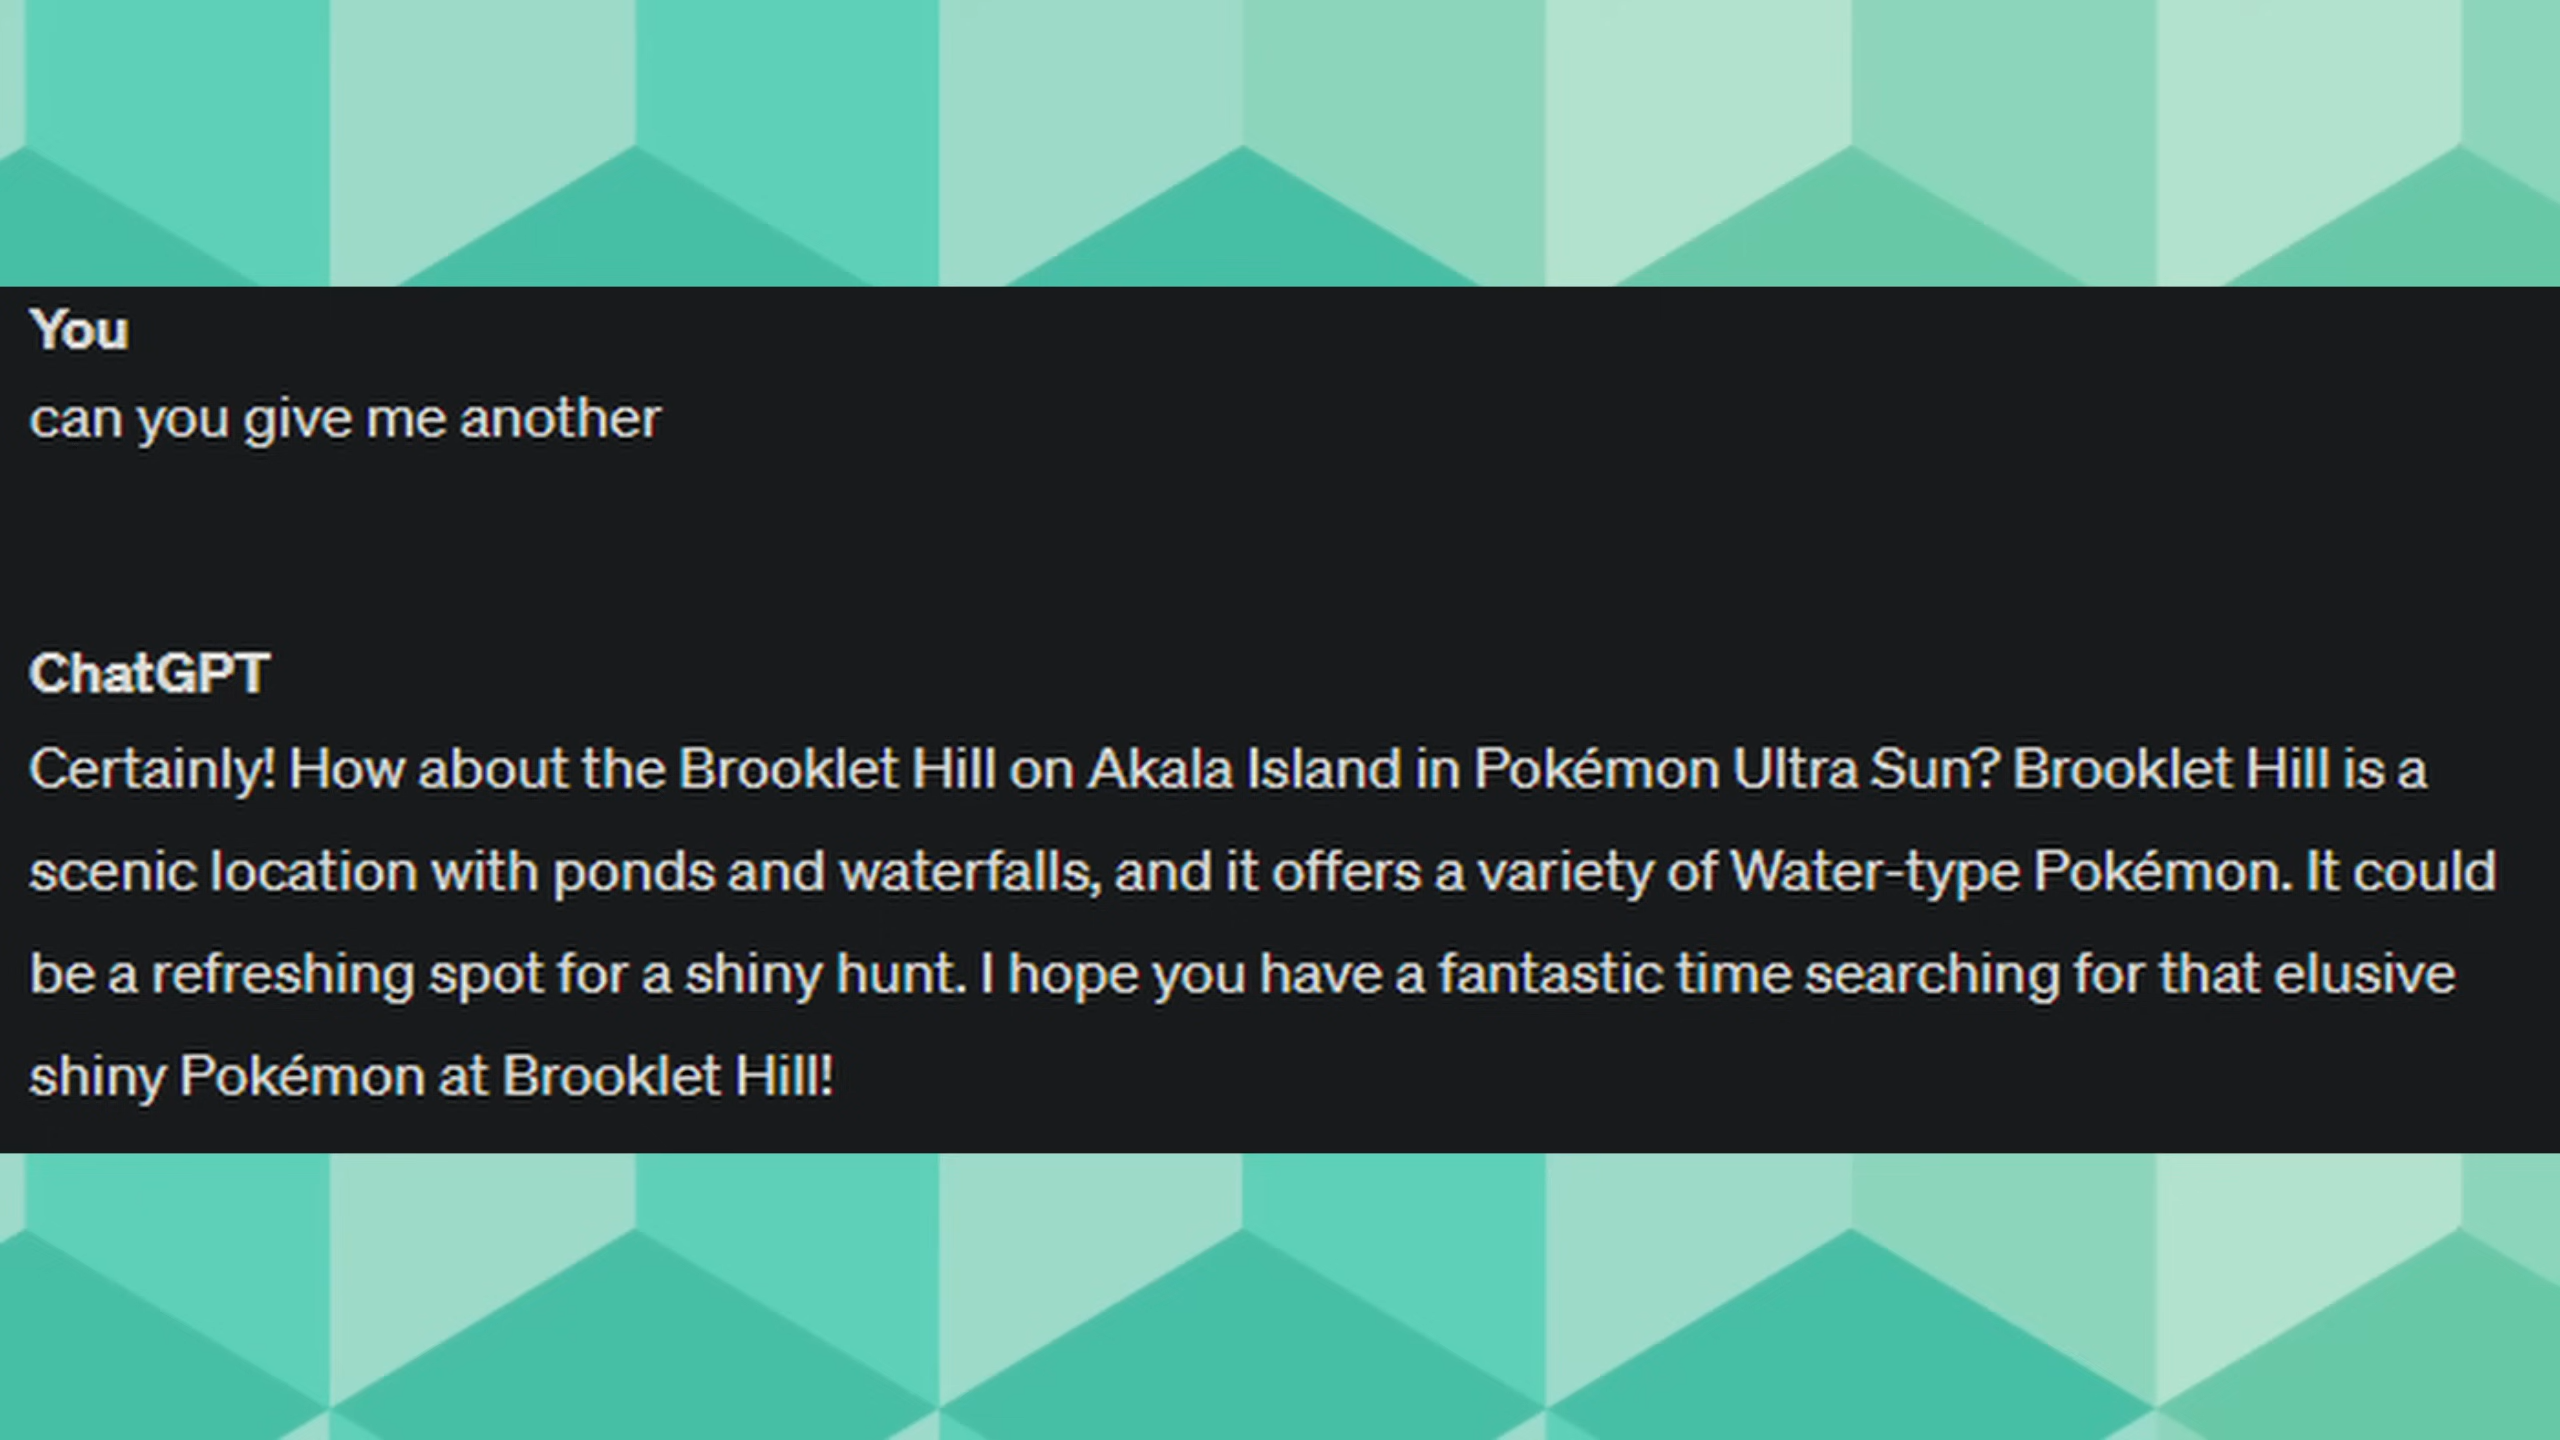 You
can you give me another
ChatGPT
Certainly! How about the Brooklet Hill on Akala Island in Pokémon Ultra Sun? Brooklet Hill is a
scenic location with ponds and waterfalls, and it offers a variety of Water-type Pokémon. It could
be a refreshing spot for a shiny hunt. I hope you have a fantastic time searching for that elusive
shiny Pokémon at Brooklet Hill!